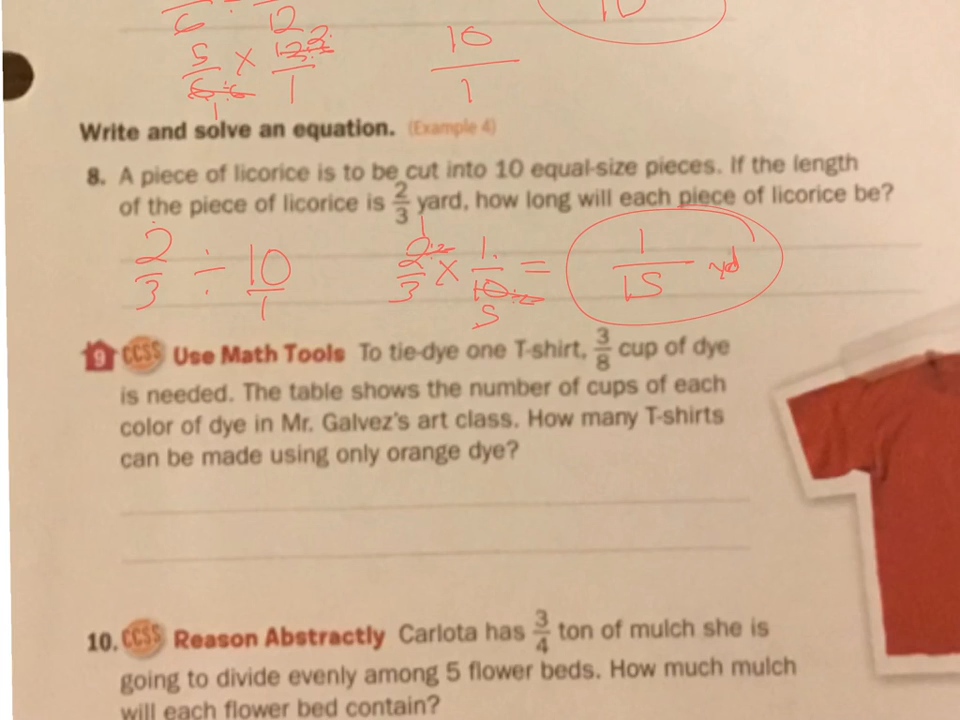 6 ÷ 12
5/6 ÷6 × 12 2/1 10/1
1
Write and solve an equation. (Example 4)
8. A piece of licorice is to be cut into 10 equal-size pieces. If the length
of the piece of licorice is 2/3 yard, how long will each piece of licorice be?
2/3 ÷ 10/1 2/3 × 1/10 = 1/15 yd
5
9 CCSS Use Math Tools To tie-dye one T-shirt, 3/8 cup of dye
is needed. The table shows the number of cups of each
color of dye in Mr. Galvez's art class. How many T-shirts
can be made using only orange dye?
10. CCSS Reason Abstractly Carlota has 3/4 ton of mulch she is
going to divide evenly among 5 flower beds. How much mulch
will each flower bed contain?